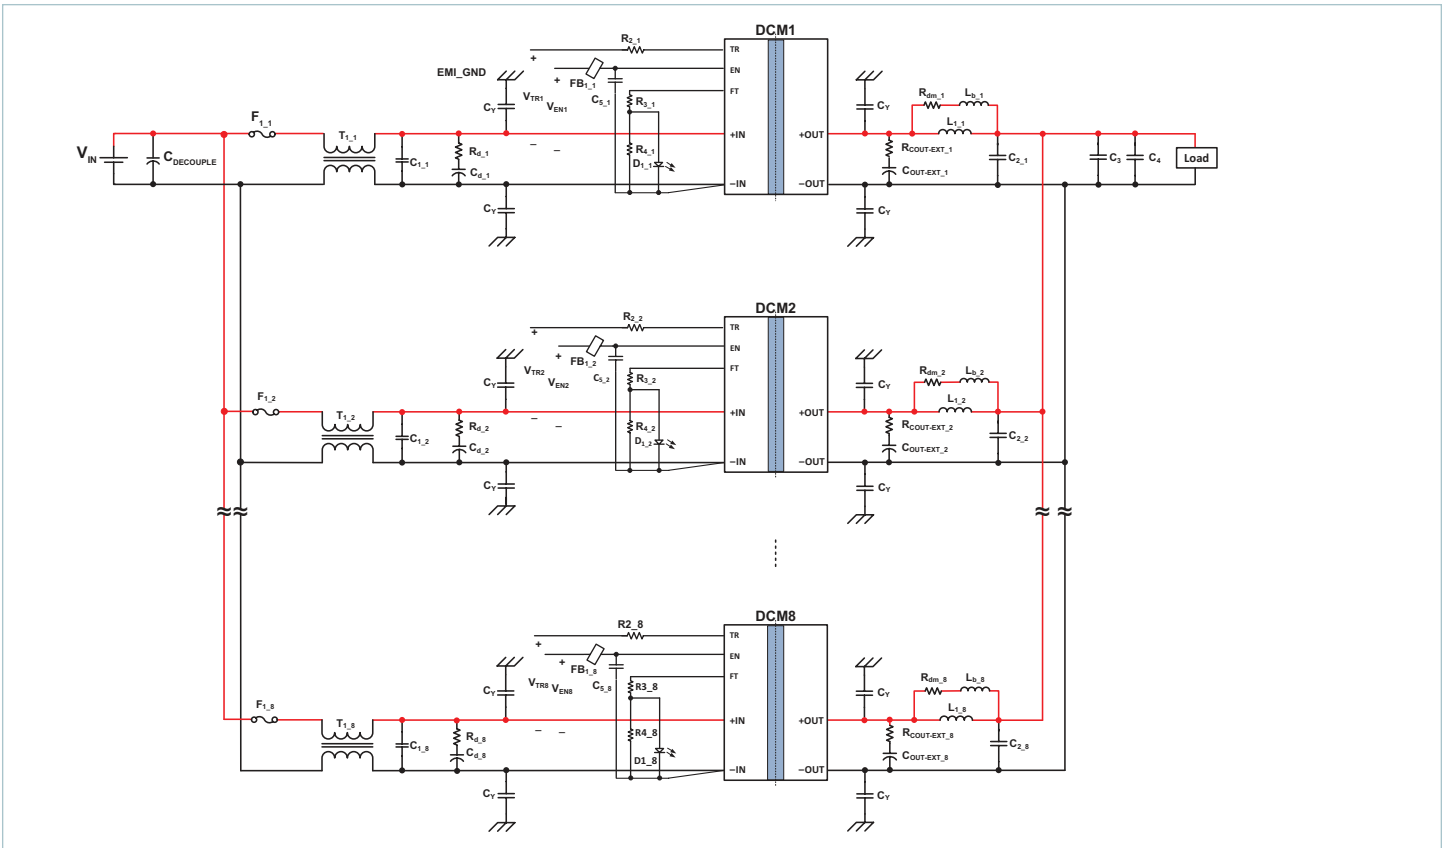 DCM1
R2_1
TR
+
EN
EMI_GND
+
FB1_1
FT
VTR1
C5_1
R3_1
CY
VEN1
CY
Rdm_1
Lb_1
F1_1
T1_1
+IN
+OUT
L1_1
VIN
CDECOUPLE
C1_1
Rd_1
Cd_1
–
–
R4_1
D1_1
RCOUT-EXT_1
COUT-EXT_1
C2_1
C3
C4
Load
–IN
–OUT
CY
CY
DCM2
R2_2
TR
+
EN
+
FB1_2
FT
VTR2
C5_2
R3_2
CY
VEN2
CY
Rdm_2
Lb_2
F1_2
T1_2
+IN
+OUT
L1_2
C1_2
Rd_2
Cd_2
–
–
R4_2
D1_2
RCOUT-EXT_2
COUT-EXT_2
C2_2
–IN
–OUT
CY
CY
≈ ≈
≈ ≈
DCM8
R2_8
TR
+
EN
+
FB1_8
FT
VTR8
VEN8
C5_8
R3_8
CY
CY
Rdm_8
Lb_8
F1_8
T1_8
+IN
+OUT
L1_8
C1_8
Rd_8
Cd_8
–
–
R4_8
D1_8
RCOUT-EXT_8
COUT-EXT_8
C2_8
–IN
–OUT
CY
CY